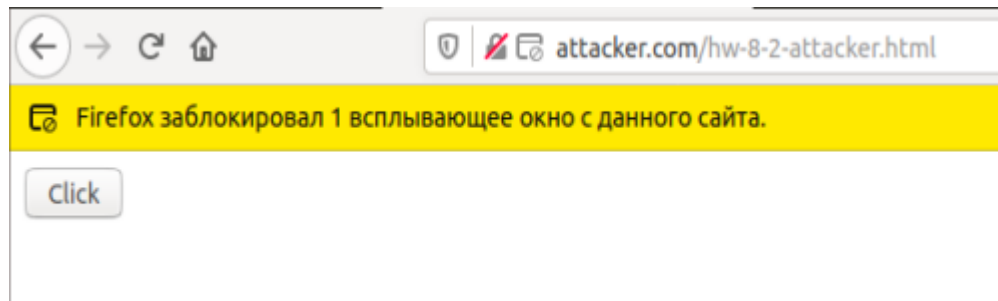 attacker.com/hw-8-2-attacker.html
Firefox заблокировал 1 всплывающее окно с данного сайта.
Click